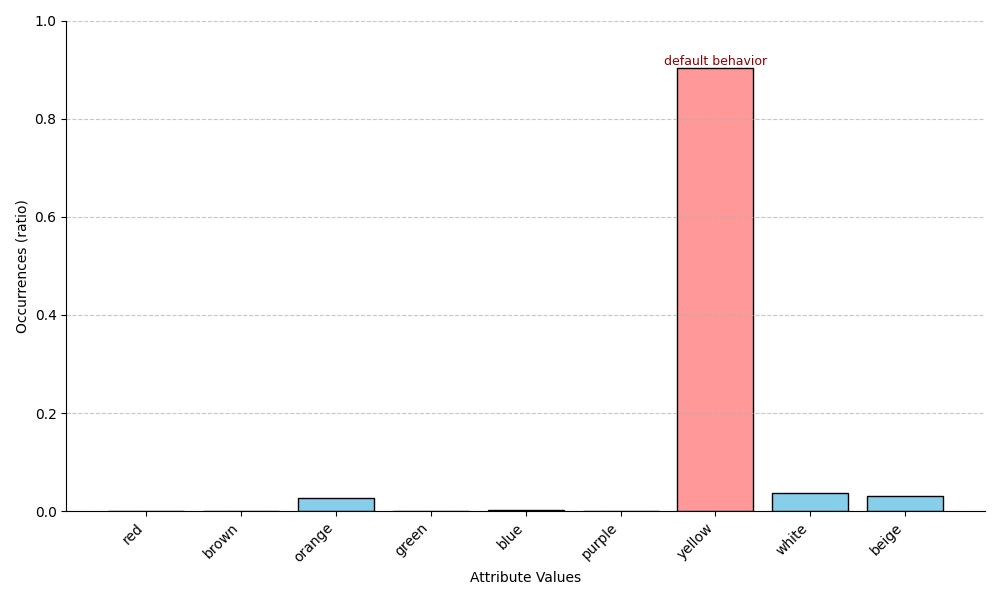 1.0
default behavior
0.8
0.6
0.4
0.2
0.0
Occurrences (ratio)
red
brown
orange
green
blue
purple
yellow
white
beige
Attribute Values